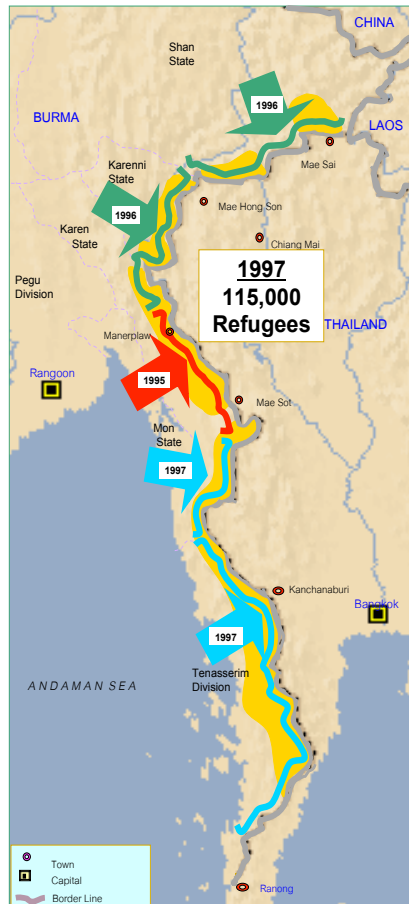 CHINA
Shan
State
1996
BURMA
LAOS
Mae Sai
Karenni
State
1996
Mae Hong Son
Karen
State
Chiang Mai
1997
115,000
Refugees
Pegu
Division
THAILAND
Manerplaw
Rangoon
1995
Mae Sot
Mon
State
1997
Kanchanaburi
Bangkok
1997
Tenasserim
Division
ANDAMAN SEA
Town
Capital
Border Line
Ranong